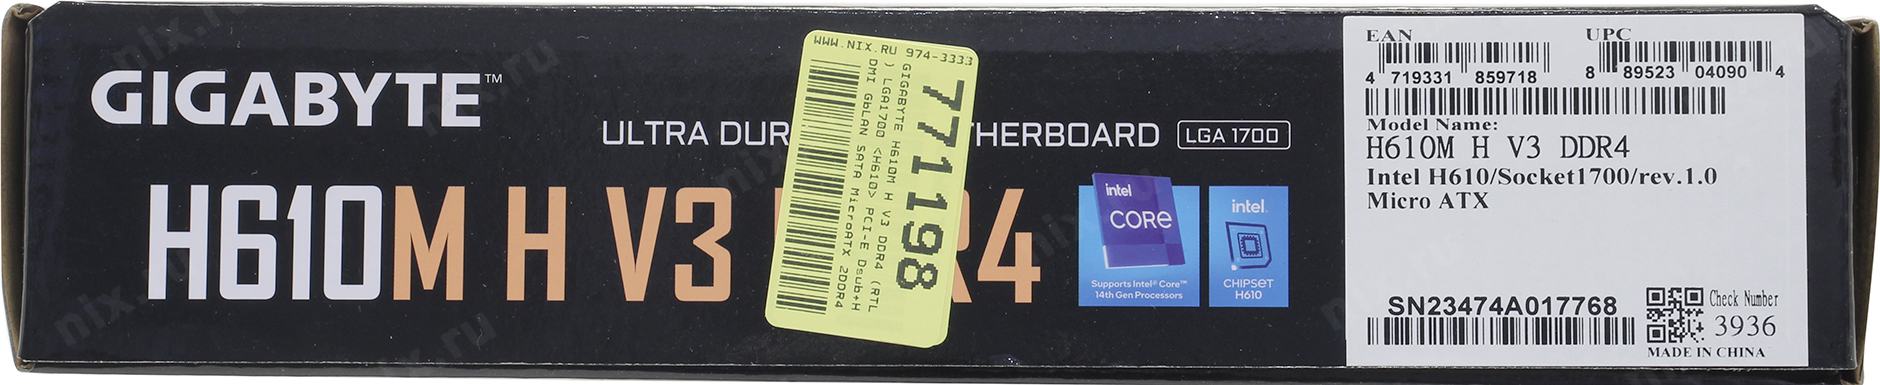 GIGABYTE™
ULTRA DUR THERBOARD LGA 1700
H610M H V3 R4
intel
CORE
Supports Intel® Core™
14th Gen Processors
intel.
CHIPSET
H610
WWW.NIX.RU 974-3333
771198
GIGABYTE H610M H V3 DDR4 (RTL
) LGA1700 <H610> PCI-E Dsub+H
DMI GbLAN SATA MicroATX 2DDR4
EAN
4 719331 859718
UPC
8 89523 04090 4
Model Name:
H610M H V3 DDR4
Intel H610/Socket1700/rev.1.0
Micro ATX
SN23474A017768
Check Number
3936
MADE IN CHINA
nix.ru